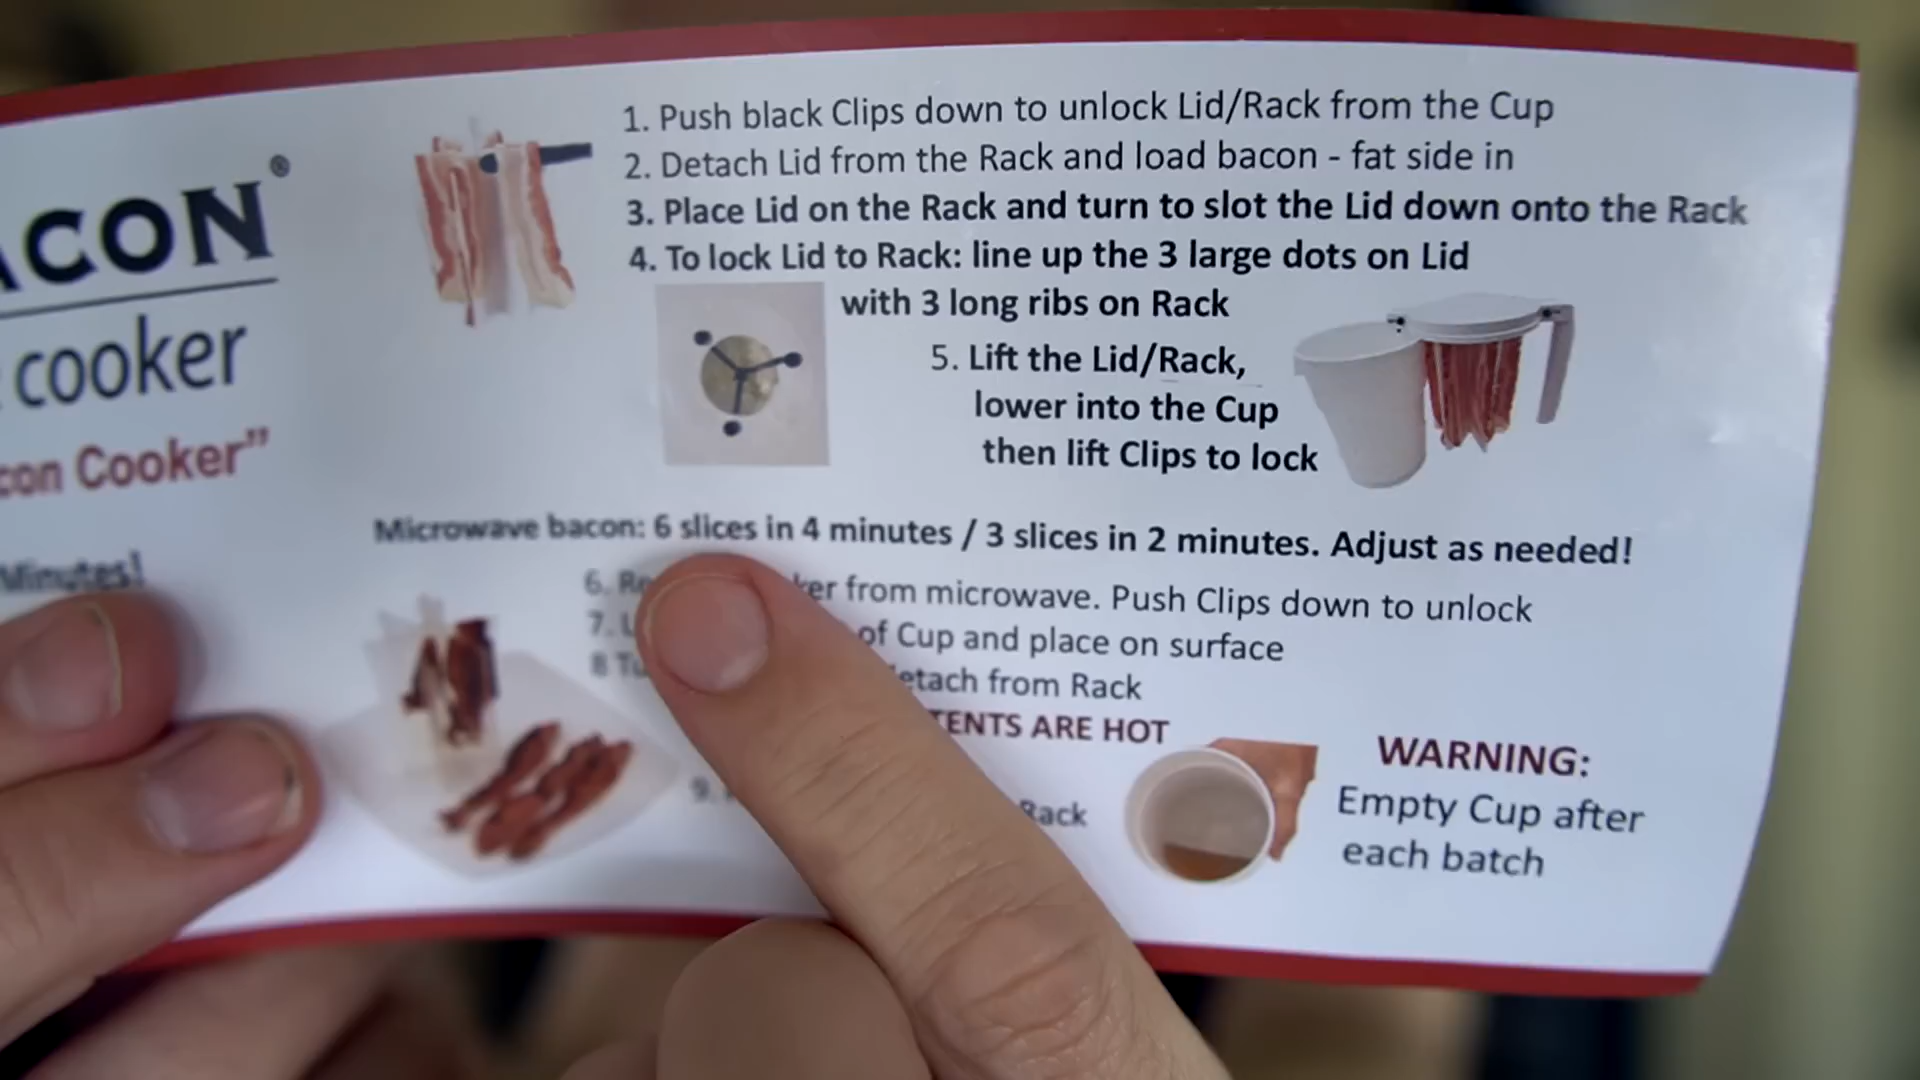 ACON®
cooker
con Cooker”
Minutes!
1. Push black Clips down to unlock Lid/Rack from the Cup
2. Detach Lid from the Rack and load bacon - fat side in
3. Place Lid on the Rack and turn to slot the Lid down onto the Rack
4. To lock Lid to Rack: line up the 3 large dots on Lid
with 3 long ribs on Rack
5. Lift the Lid/Rack,
lower into the Cup
then lift Clips to lock
Microwave bacon: 6 slices in 4 minutes / 3 slices in 2 minutes. Adjust as needed!
6. from microwave. Push Clips down to unlock
7. of Cup and place on surface
8 etach from Rack
TENTS ARE HOT
9. Rack
WARNING:
Empty Cup after
each batch